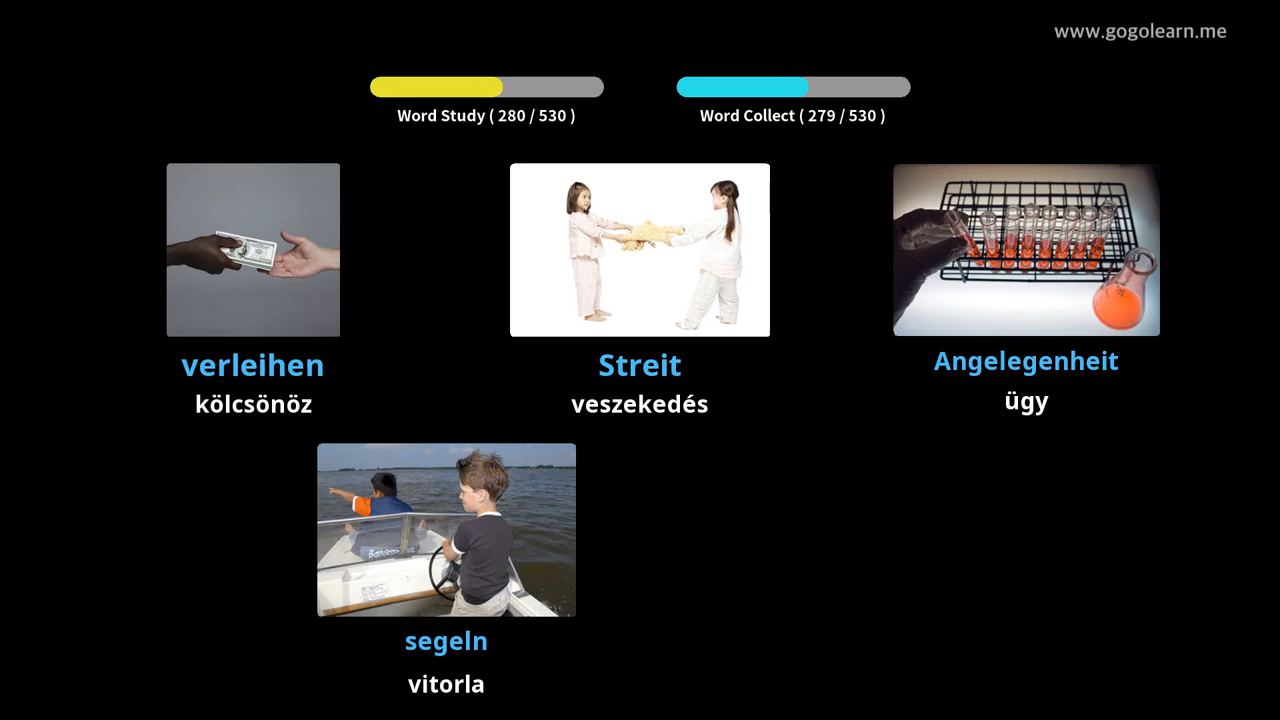 www.gogolearn.me
Word Study ( 280 / 530 )
Word Collect ( 279 / 530 )
verleihen
kölcsönöz
Streit
veszekedés
Angelegenheit
ügy
segeln
vitorla